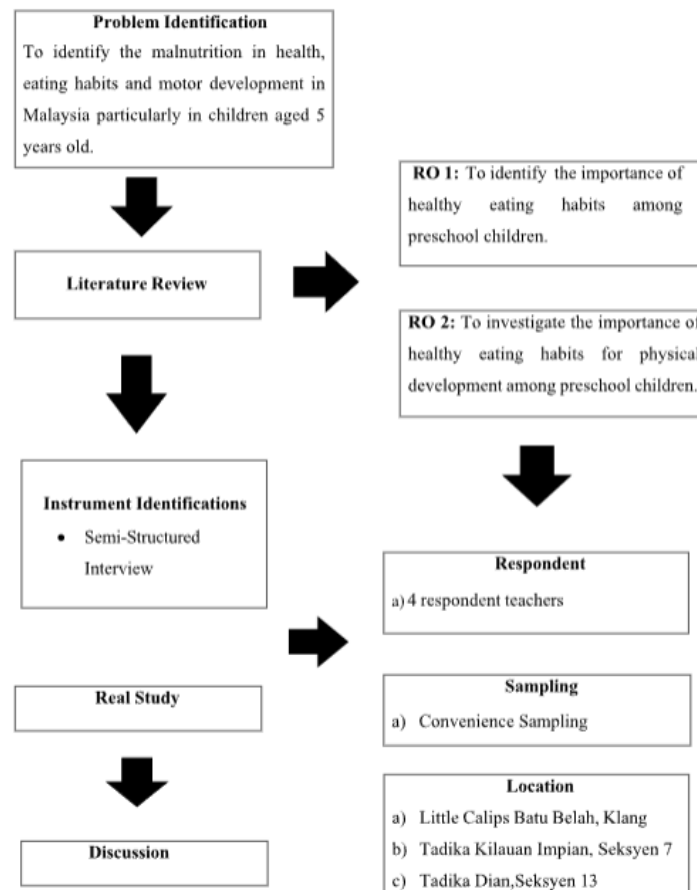 Problem Identification
To identify the malnutrition in health,
eating habits and motor development in
Malaysia particularly in children aged 5
years old.
Literature Review
RO 1: To identify the importance of
healthy eating habits among
preschool children.
RO 2: To investigate the importance of
healthy eating habits for physical
development among preschool children.
Instrument Identifications
• Semi-Structured
Interview
Respondent
a) 4 respondent teachers
Real Study
Sampling
a) Convenience Sampling
Discussion
Location
a) Little Calips Batu Belah, Klang
b) Tadika Kilauan Impian, Seksyen 7
c) Tadika Dian,Seksyen 13